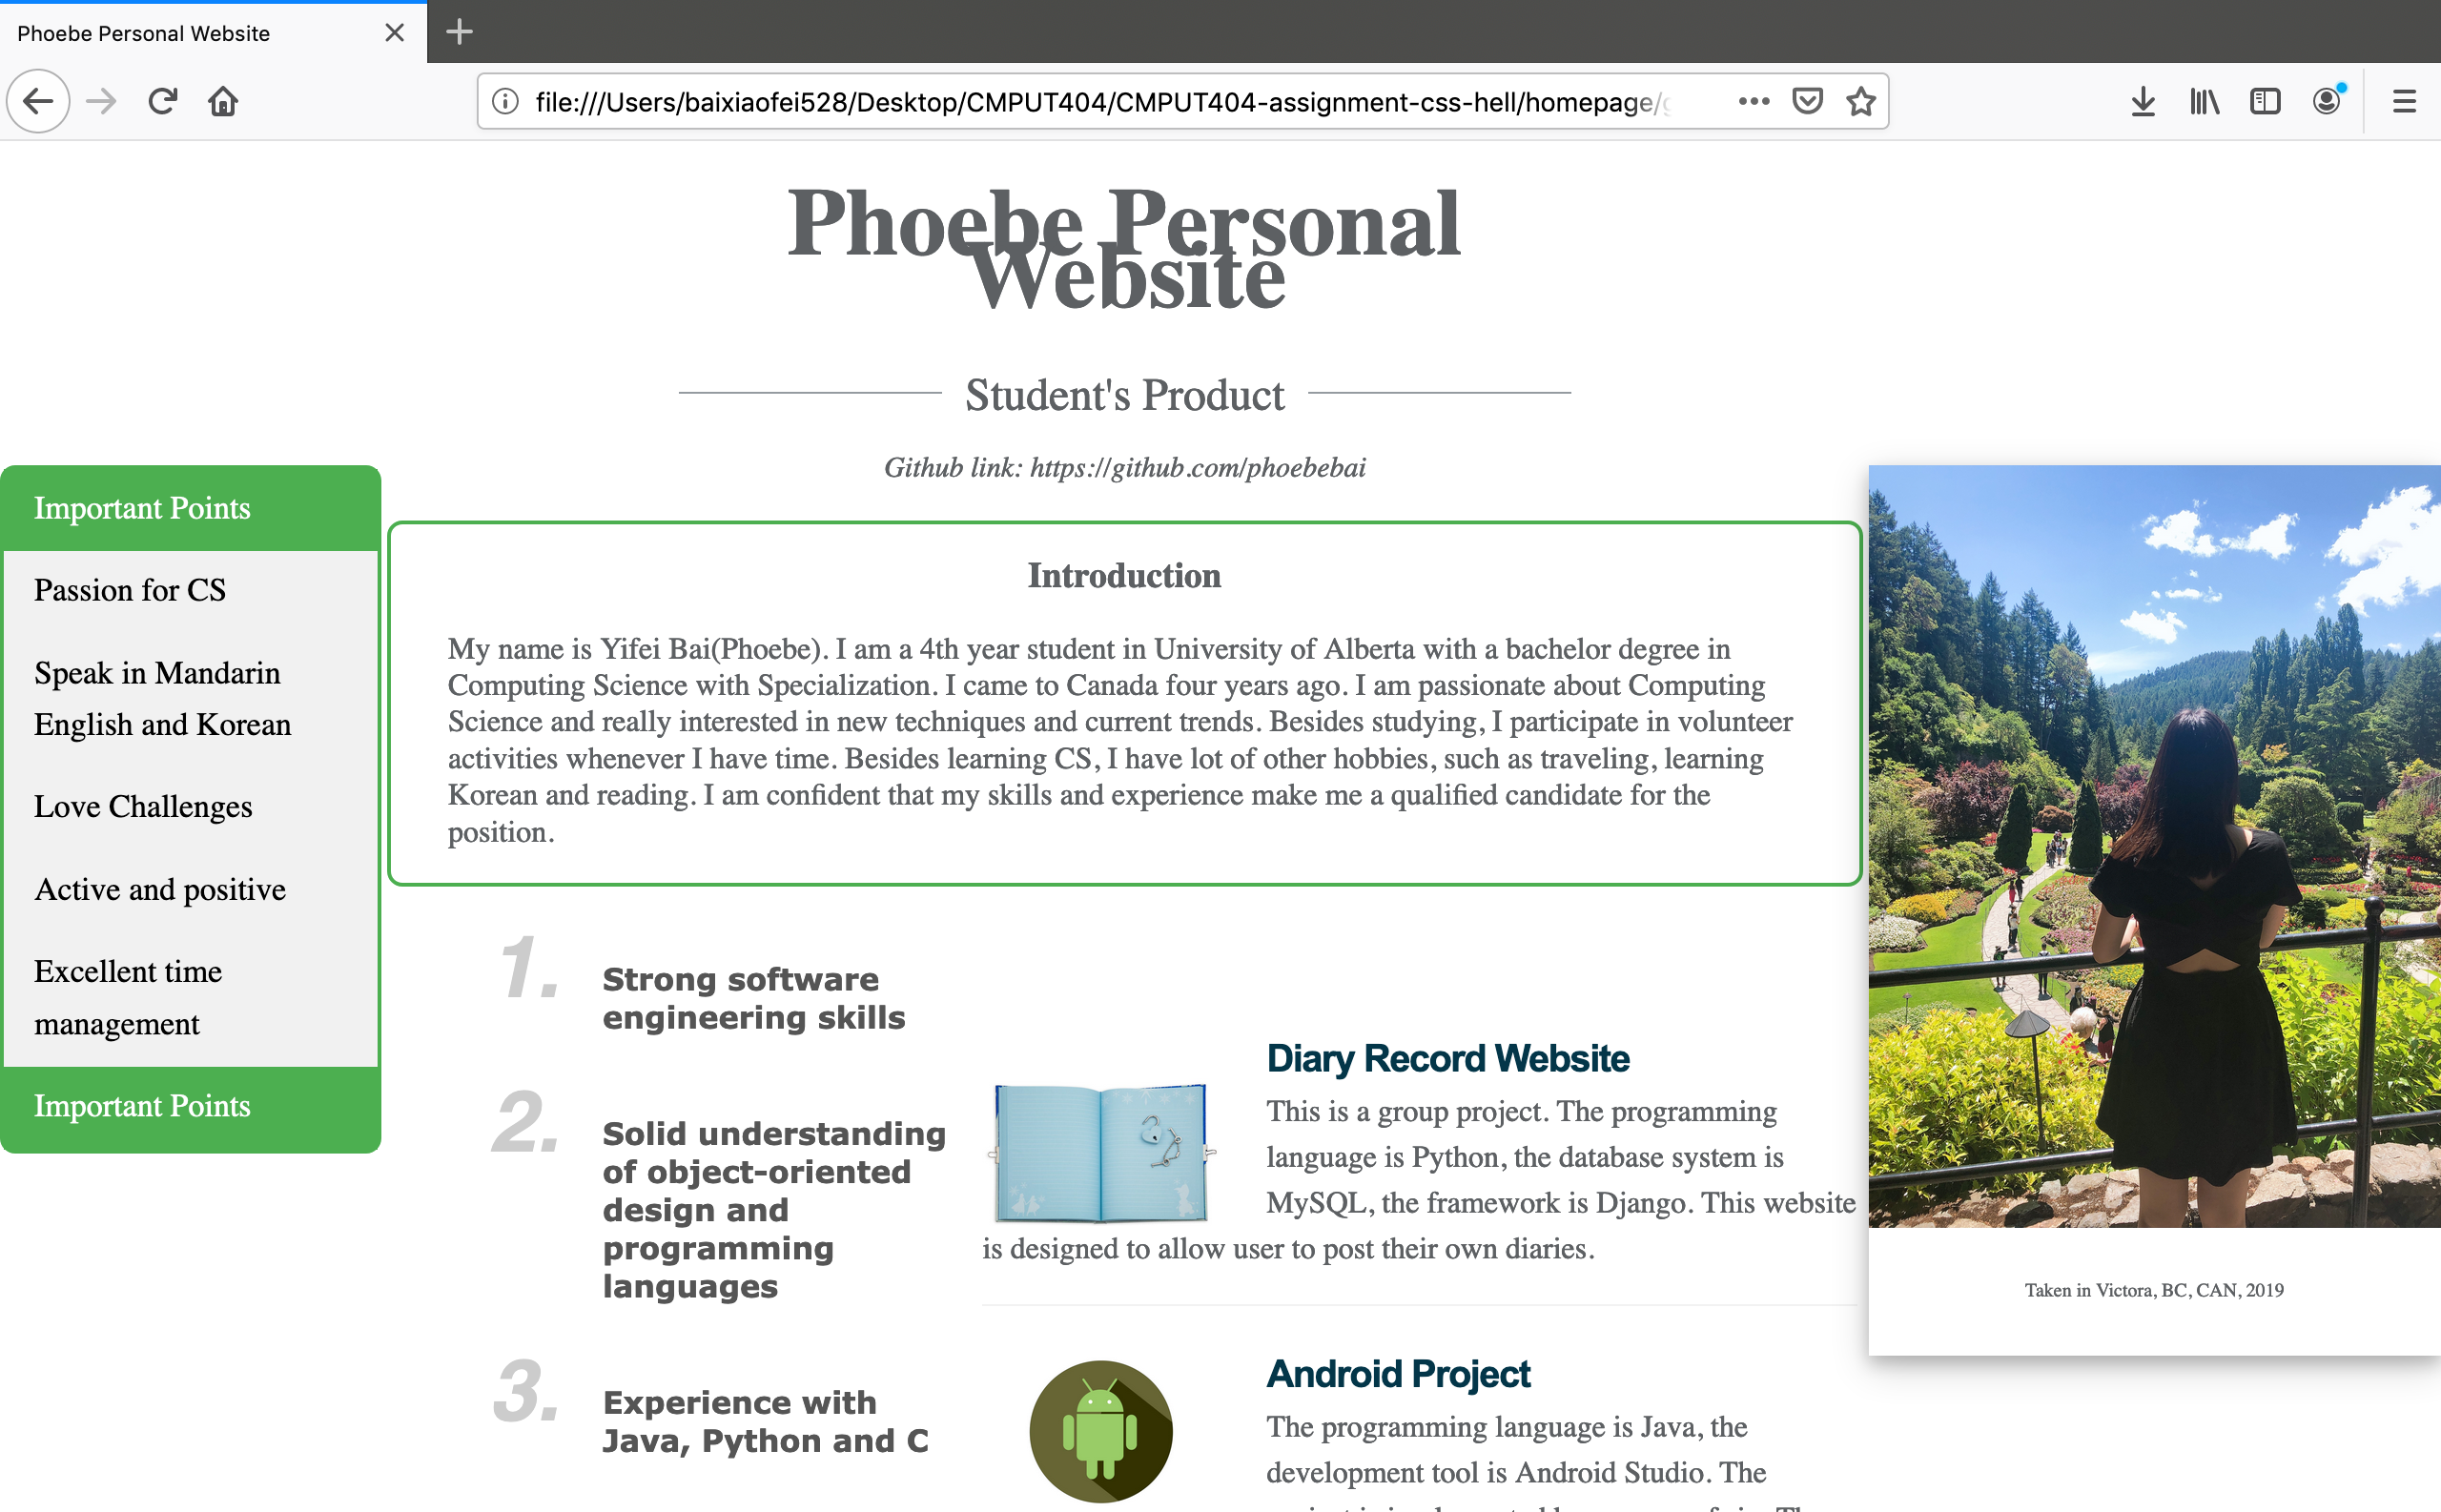 Phoebe Personal Website
file:///Users/baixiaofei528/Desktop/CMPUT404/CMPUT404-assignment-css-hell/homepage/
Phoebe Personal
Website
Student's Product
Github link: https://github.com/phoebebai
Important Points
Passion for CS
Speak in Mandarin
English and Korean
Love Challenges
Active and positive
Excellent time
management
Important Points
Introduction
My name is Yifei Bai(Phoebe). I am a 4th year student in University of Alberta with a bachelor degree in
Computing Science with Specialization. I came to Canada four years ago. I am passionate about Computing
Science and really interested in new techniques and current trends. Besides studying, I participate in volunteer
activities whenever I have time. Besides learning CS, I have lot of other hobbies, such as traveling, learning
Korean and reading. I am confident that my skills and experience make me a qualified candidate for the
position.
1.
Strong software
engineering skills
2.
Solid understanding
of object-oriented
design and
programming
languages
3.
Experience with
Java, Python and C
Diary Record Website
This is a group project. The programming
language is Python, the database system is
MySQL, the framework is Django. This website
is designed to allow user to post their own diaries.
Android Project
The programming language is Java, the
development tool is Android Studio. The
Taken in Victora, BC, CAN, 2019